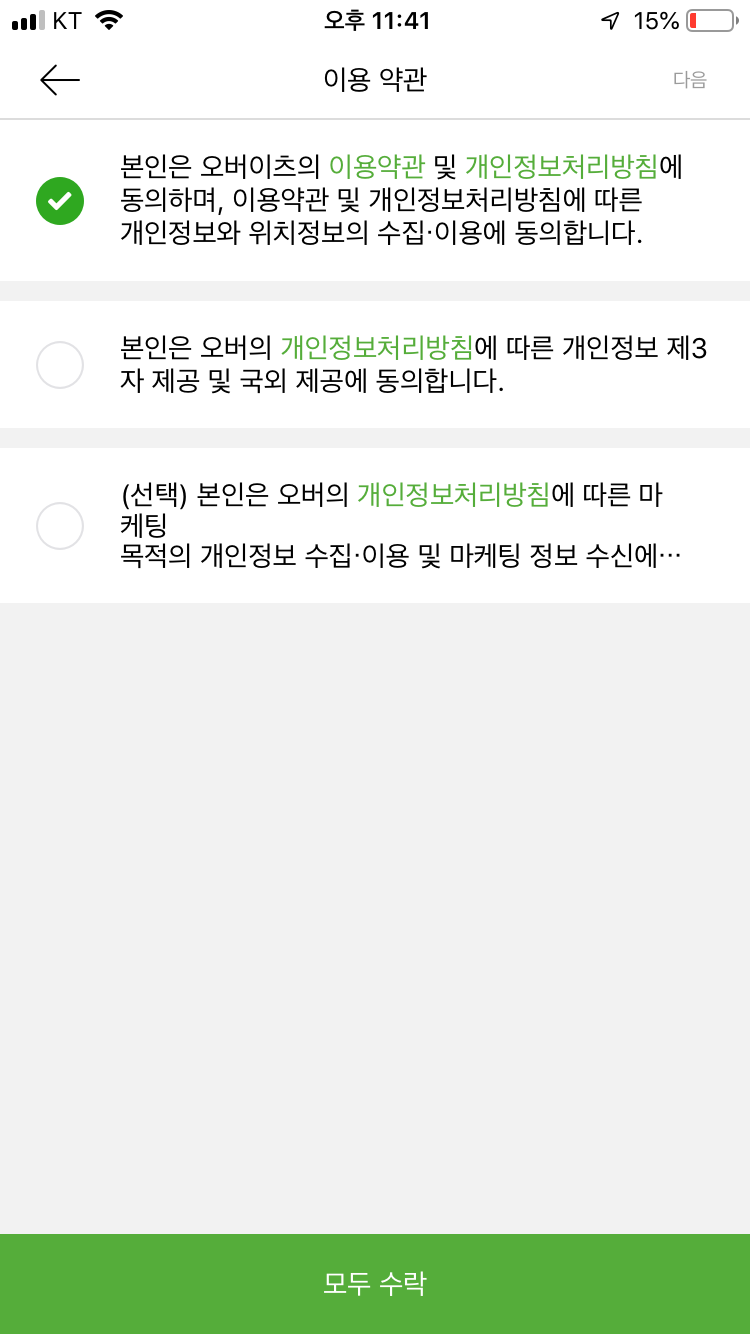 KT 오후 11:41 15%
이용 약관 다음
본인은 오버이츠의 이용약관 및 개인정보처리방침에
동의하며, 이용약관 및 개인정보처리방침에 따른
개인정보와 위치정보의 수집·이용에 동의합니다.
본인은 오버의 개인정보처리방침에 따른 개인정보 제3
자 제공 및 국외 제공에 동의합니다.
(선택) 본인은 오버의 개인정보처리방침에 따른 마
케팅
목적의 개인정보 수집·이용 및 마케팅 정보 수신에…
모두 수락